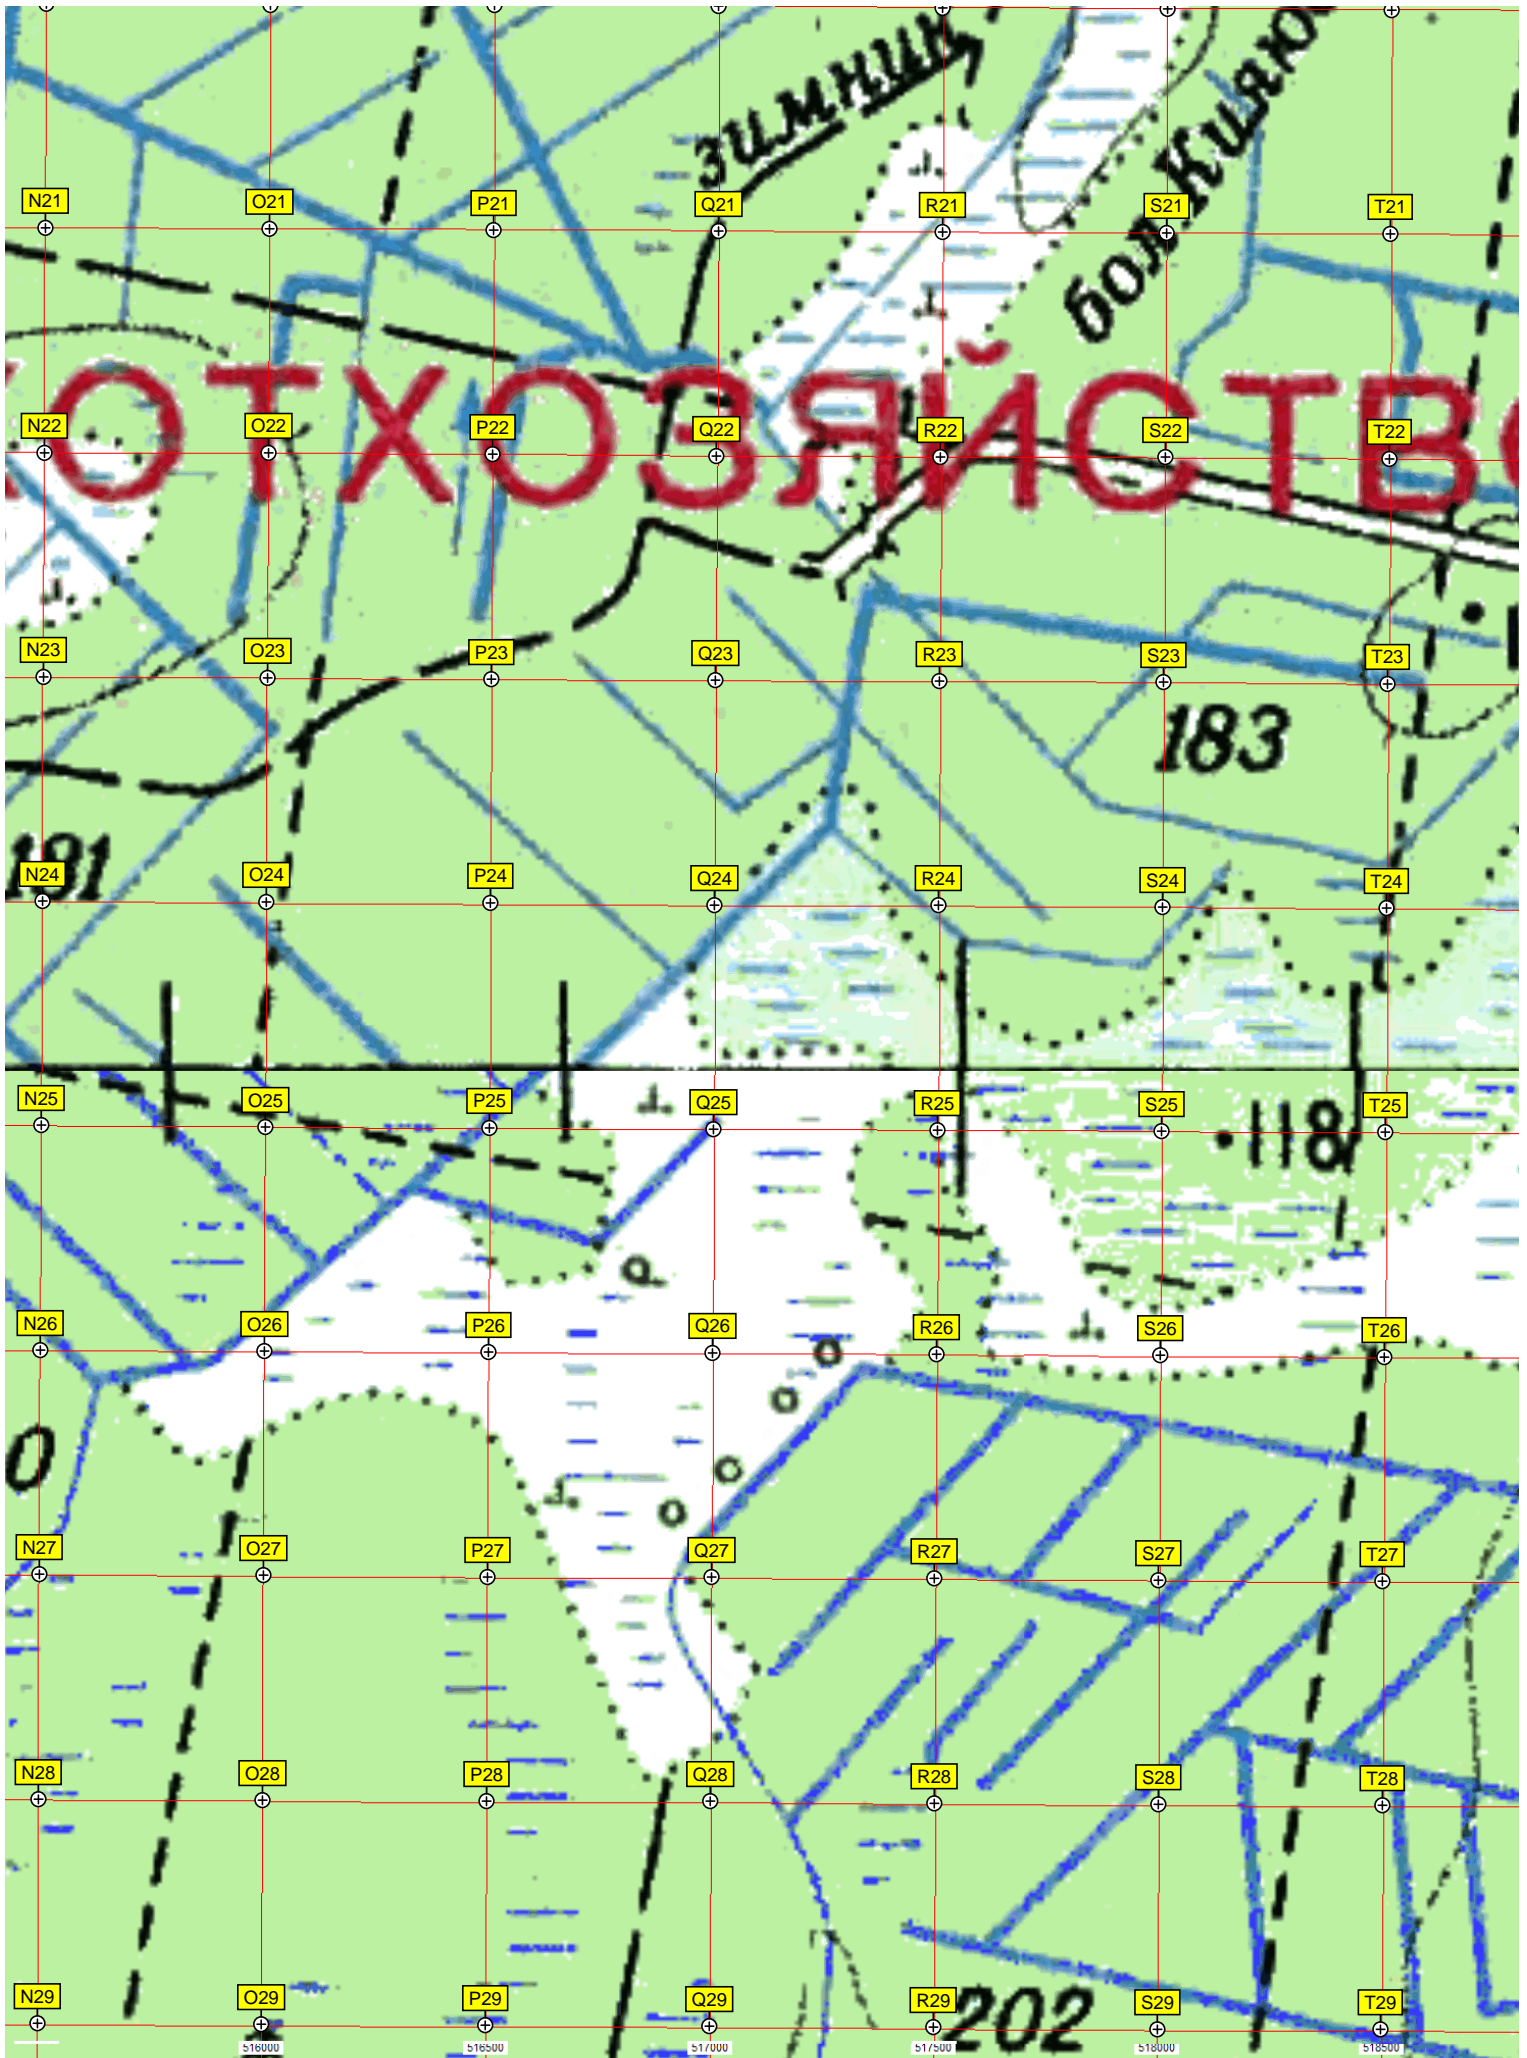 зимник
бол. Кияю
N21 O21 P21 Q21 R21 S21 T21
ОТХОЗЯЙСТВО
N22 O22 P22 Q22 R22 S22 T22
N23 O23 P23 Q23 R23 S23 T23
183
181
N24 O24 P24 Q24 R24 S24 T24
N25 O25 P25 Q25 R25 S25 T25
118
N26 O26 P26 Q26 R26 S26 T26
0
N27 O27 P27 Q27 R27 S27 T27
N28 O28 P28 Q28 R28 S28 T28
N29 O29 P29 Q29 R29 S29 T29
202
516000 516500 517000 517500 518000 518500